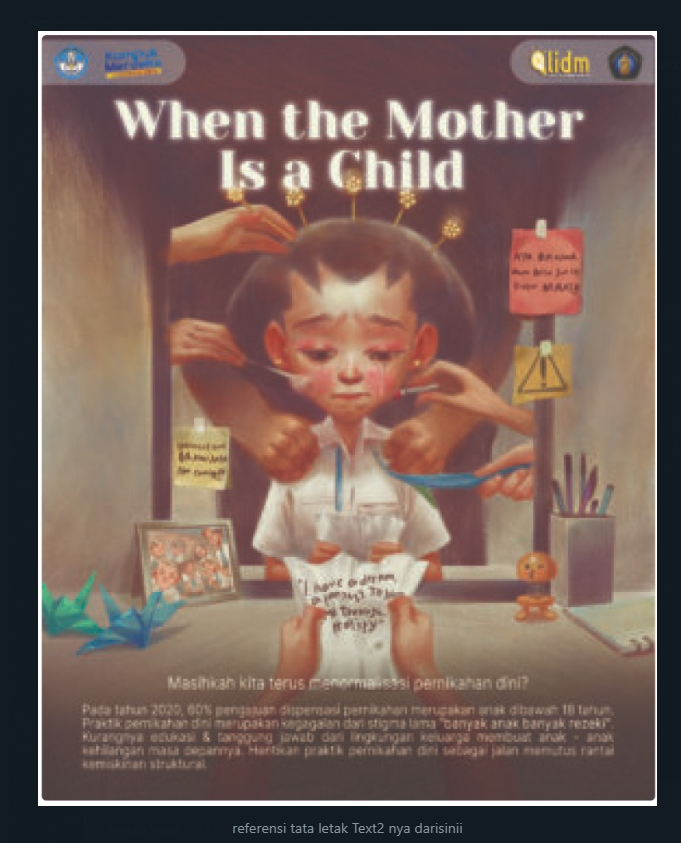 lidm
When the Mother
Is a Child
"I have a dream,
Masihkah kita terus menormalisasi pernikahan dini?
Pada tahun 2020, 60% pengajuan dispensasi pernikahan merupakan anak dibawah 18 tahun.
Praktik pernikahan dini merupakan kegagalan dari stigma lama "banyak anak banyak rezeki".
Kurangnya edukasi & tanggung jawab dari lingkungan keluarga membuat anak - anak
kehilangan masa depannya. Hentikan praktik pernikahan dini sebagai jalan memutus rantai
kemiskinan struktural.
referensi tata letak Text2 nya darisinii